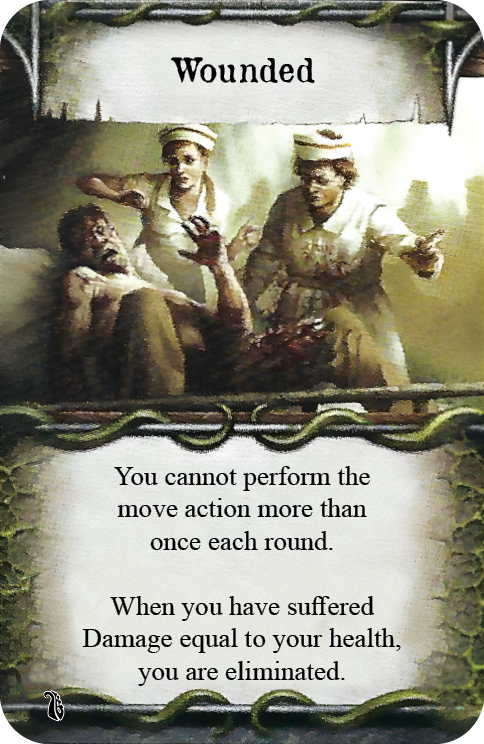 Wounded
You cannot perform the
move action more than
once each round.
When you have suffered
Damage equal to your health,
you are eliminated.